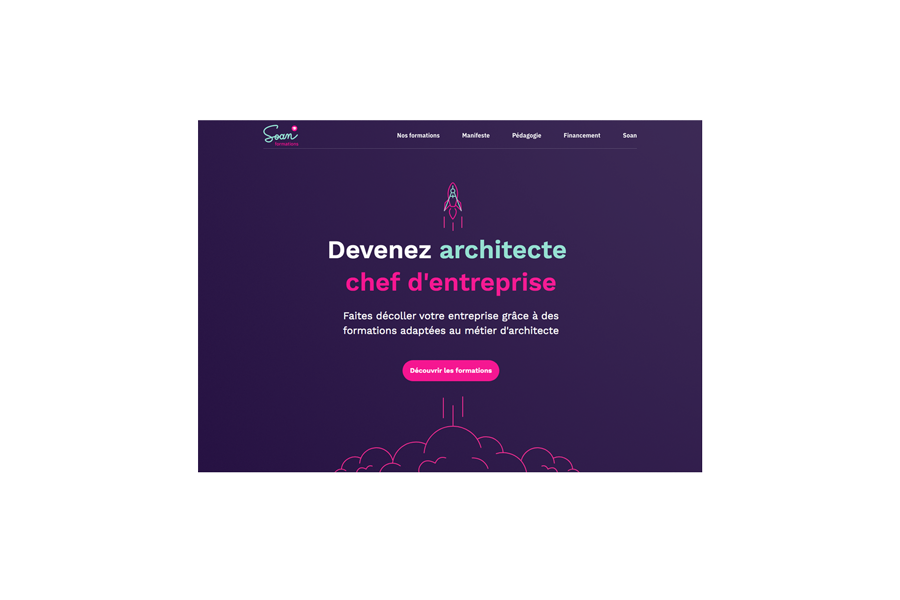 Soan
formations
Nos formations Manifeste Pédagogie Financement Soan
Devenez architecte
chef d'entreprise
Faites décoller votre entreprise grâce à des
formations adaptées au métier d'architecte
Découvrir les formations